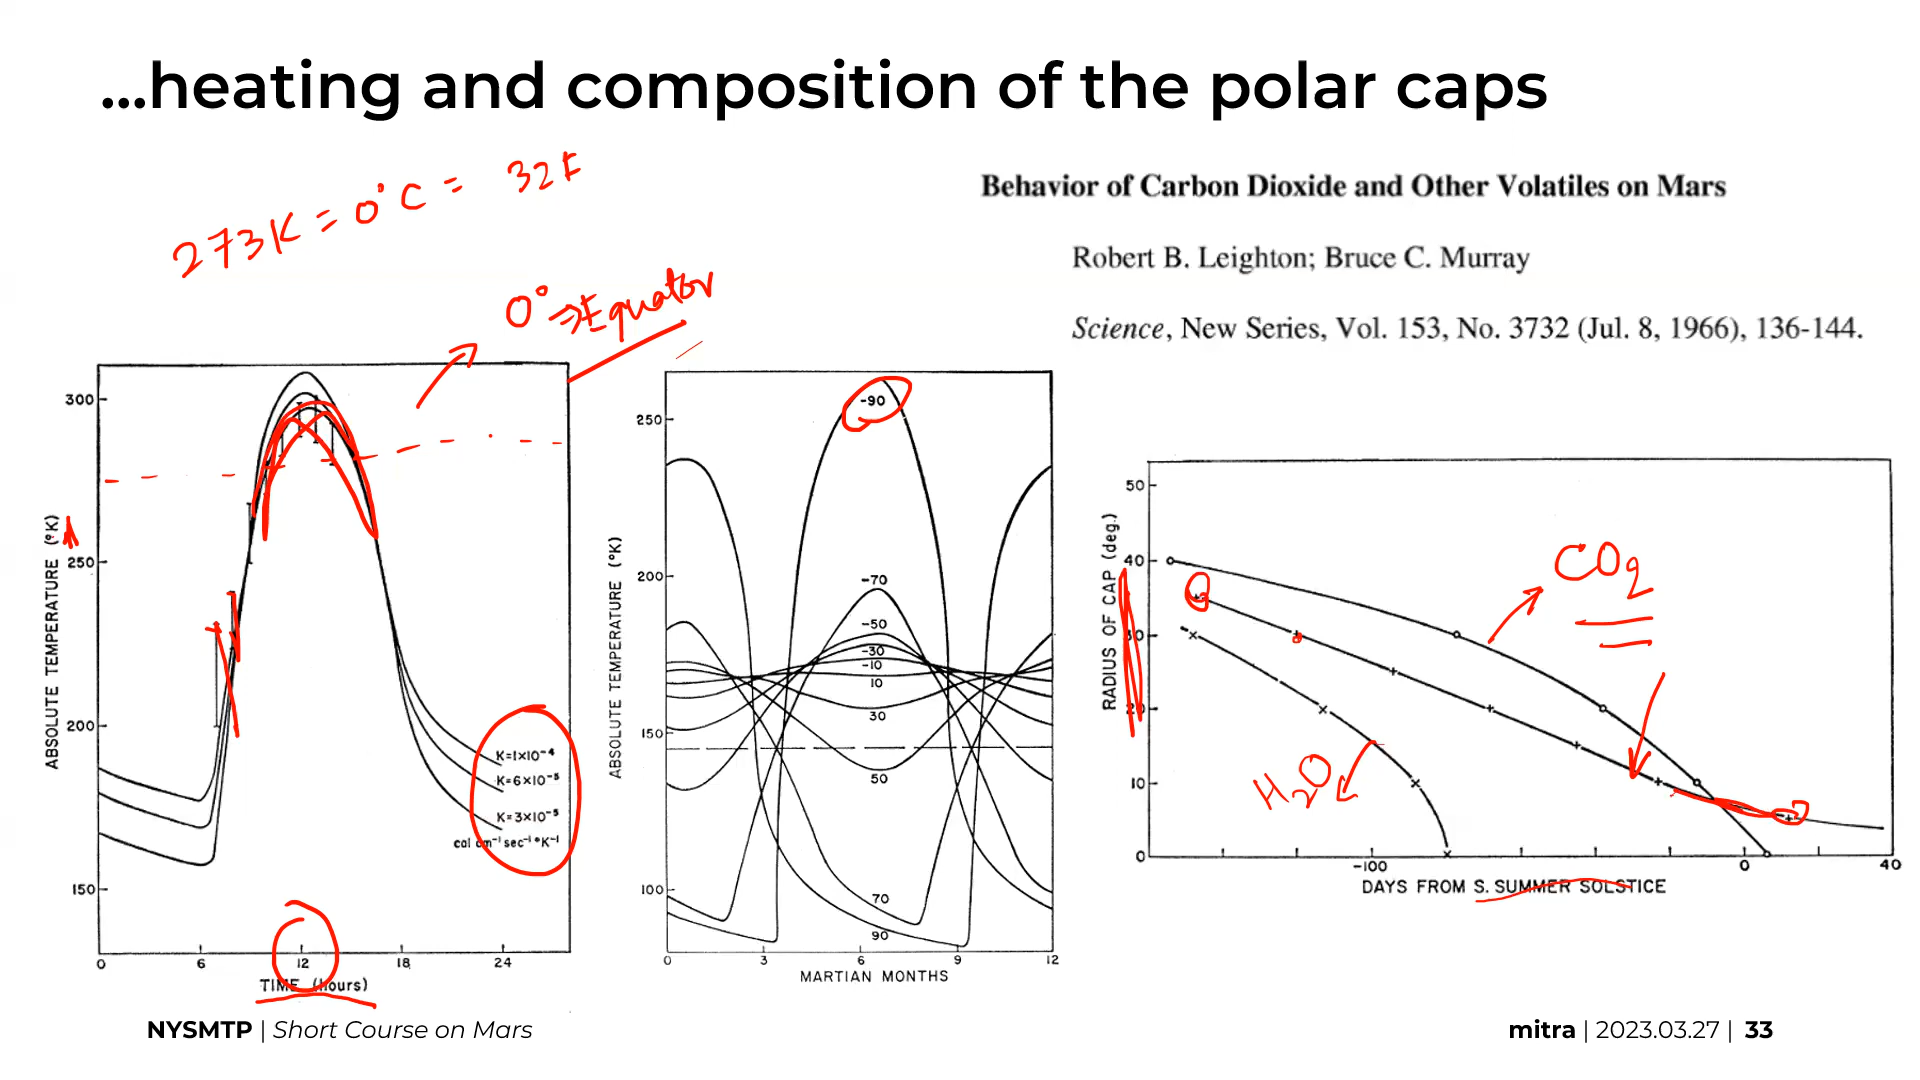 ...heating and composition of the polar caps
273K = 0°C = 32F
0° ⇒ Equator
Behavior of Carbon Dioxide and Other Volatiles on Mars
Robert B. Leighton; Bruce C. Murray
Science, New Series, Vol. 153, No. 3732 (Jul. 8, 1966), 136-144.
ABSOLUTE TEMPERATURE (°K)
300
250
200
150
K=1×10⁻⁴
K=6×10⁻⁵
K=3×10⁻⁵
cal cm⁻¹ sec⁻¹ °K⁻¹
0 6 12 18 24
TIME (hours)
ABSOLUTE TEMPERATURE (°K)
250
200
150
100
-90
-70
-50
-30
-10
10
30
50
70
90
0 3 6 9 12
MARTIAN MONTHS
RADIUS OF CAP (deg.)
50
40
30
20
10
0
CO₂
H₂O
-100 0 40
DAYS FROM S. SUMMER SOLSTICE
NYSMTP | Short Course on Mars
mitra | 2023.03.27 | 33